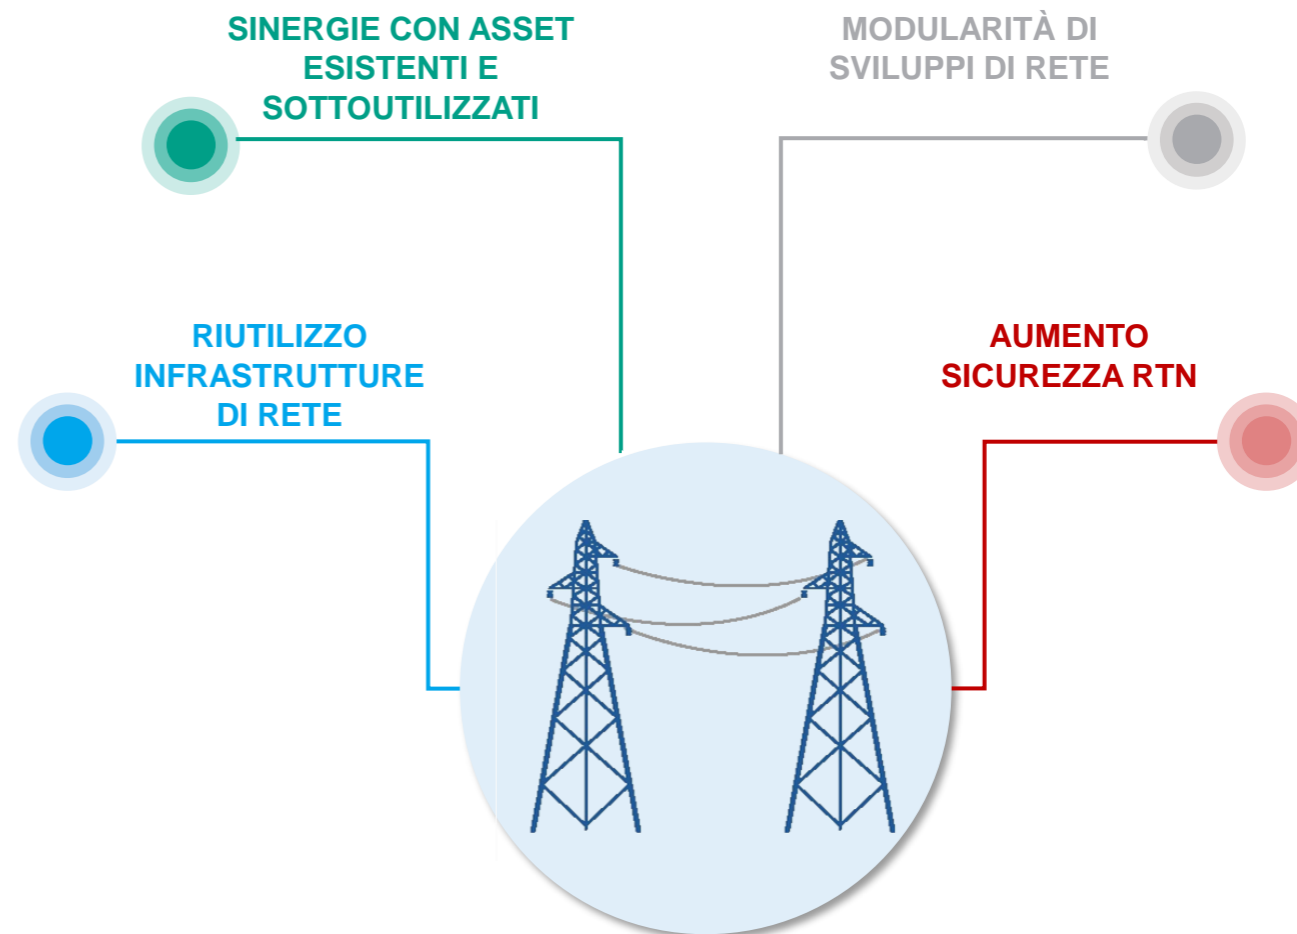 SINERGIE CON ASSET
ESISTENTI E
SOTTOUTILIZZATI
MODULARITÀ DI
SVILUPPI DI RETE
RIUTILIZZO
INFRASTRUTTURE
DI RETE
AUMENTO
SICUREZZA RTN